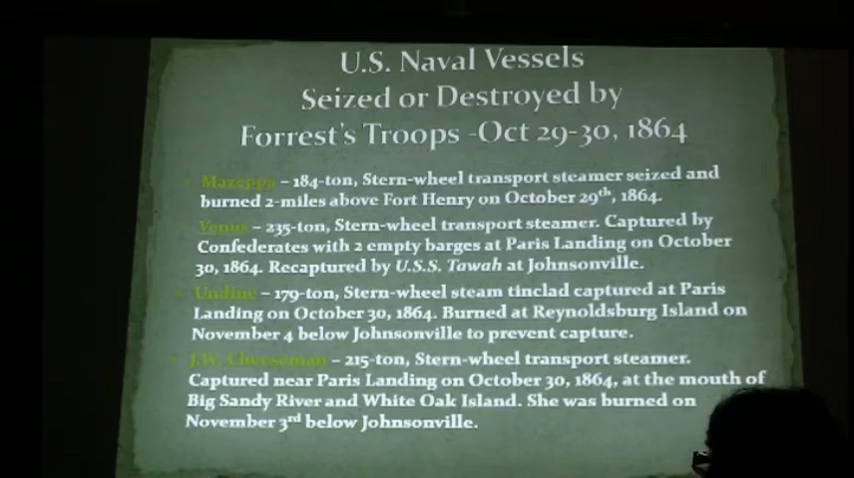 U.S. Naval Vessels
Seized or Destroyed by
Forrest's Troops -Oct 29-30, 1864
Mazeppa – 184-ton, Stern-wheel transport steamer seized and
burned 2-miles above Fort Henry on October 29th, 1864.
Venus – 235-ton, Stern-wheel transport steamer. Captured by
Confederates with 2 empty barges at Paris Landing on October
30, 1864. Recaptured by U.S.S. Tawah at Johnsonville.
Undine – 179-ton, Stern-wheel steam tinclad captured at Paris
Landing on October 30, 1864. Burned at Reynoldsburg Island on
November 4 below Johnsonville to prevent capture.
J.W. Cheeseman – 215-ton, Stern-wheel transport steamer.
Captured near Paris Landing on October 30, 1864, at the mouth of
Big Sandy River and White Oak Island. She was burned on
November 3rd below Johnsonville.